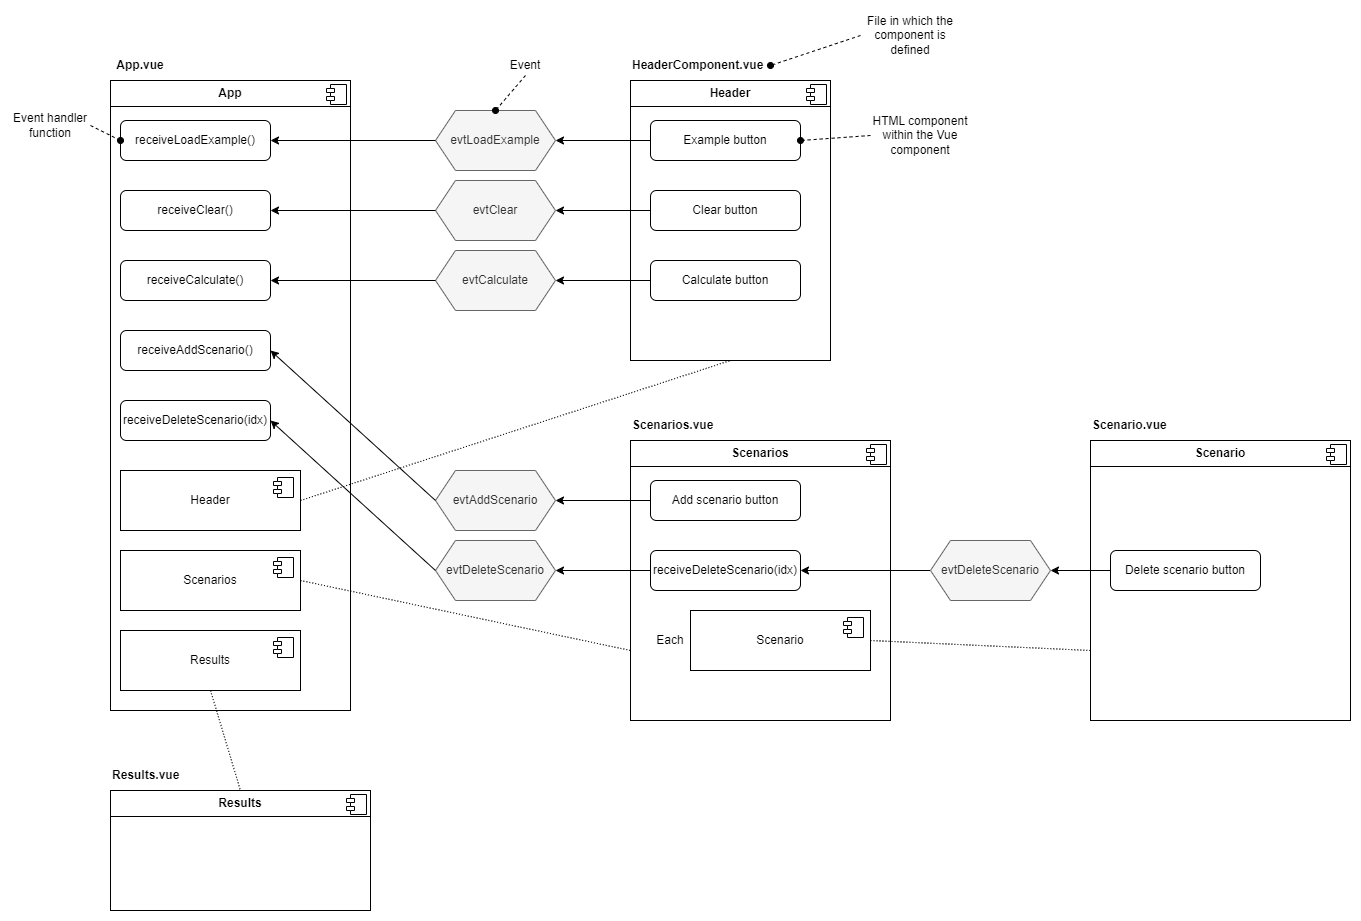 File in which the
component is
defined
App.vue
Event
HeaderComponent.vue
App
Header
Event handler
function
receiveLoadExample()
evtLoadExample
Example button
HTML component
within the Vue
component
receiveClear()
evtClear
Clear button
receiveCalculate()
evtCalculate
Calculate button
receiveAddScenario()
receiveDeleteScenario(idx)
Scenarios.vue
Scenario.vue
Scenarios
Scenario
Header
evtAddScenario
Add scenario button
Scenarios
evtDeleteScenario
receiveDeleteScenario(idx)
evtDeleteScenario
Delete scenario button
Each
Scenario
Results
Results.vue
Results